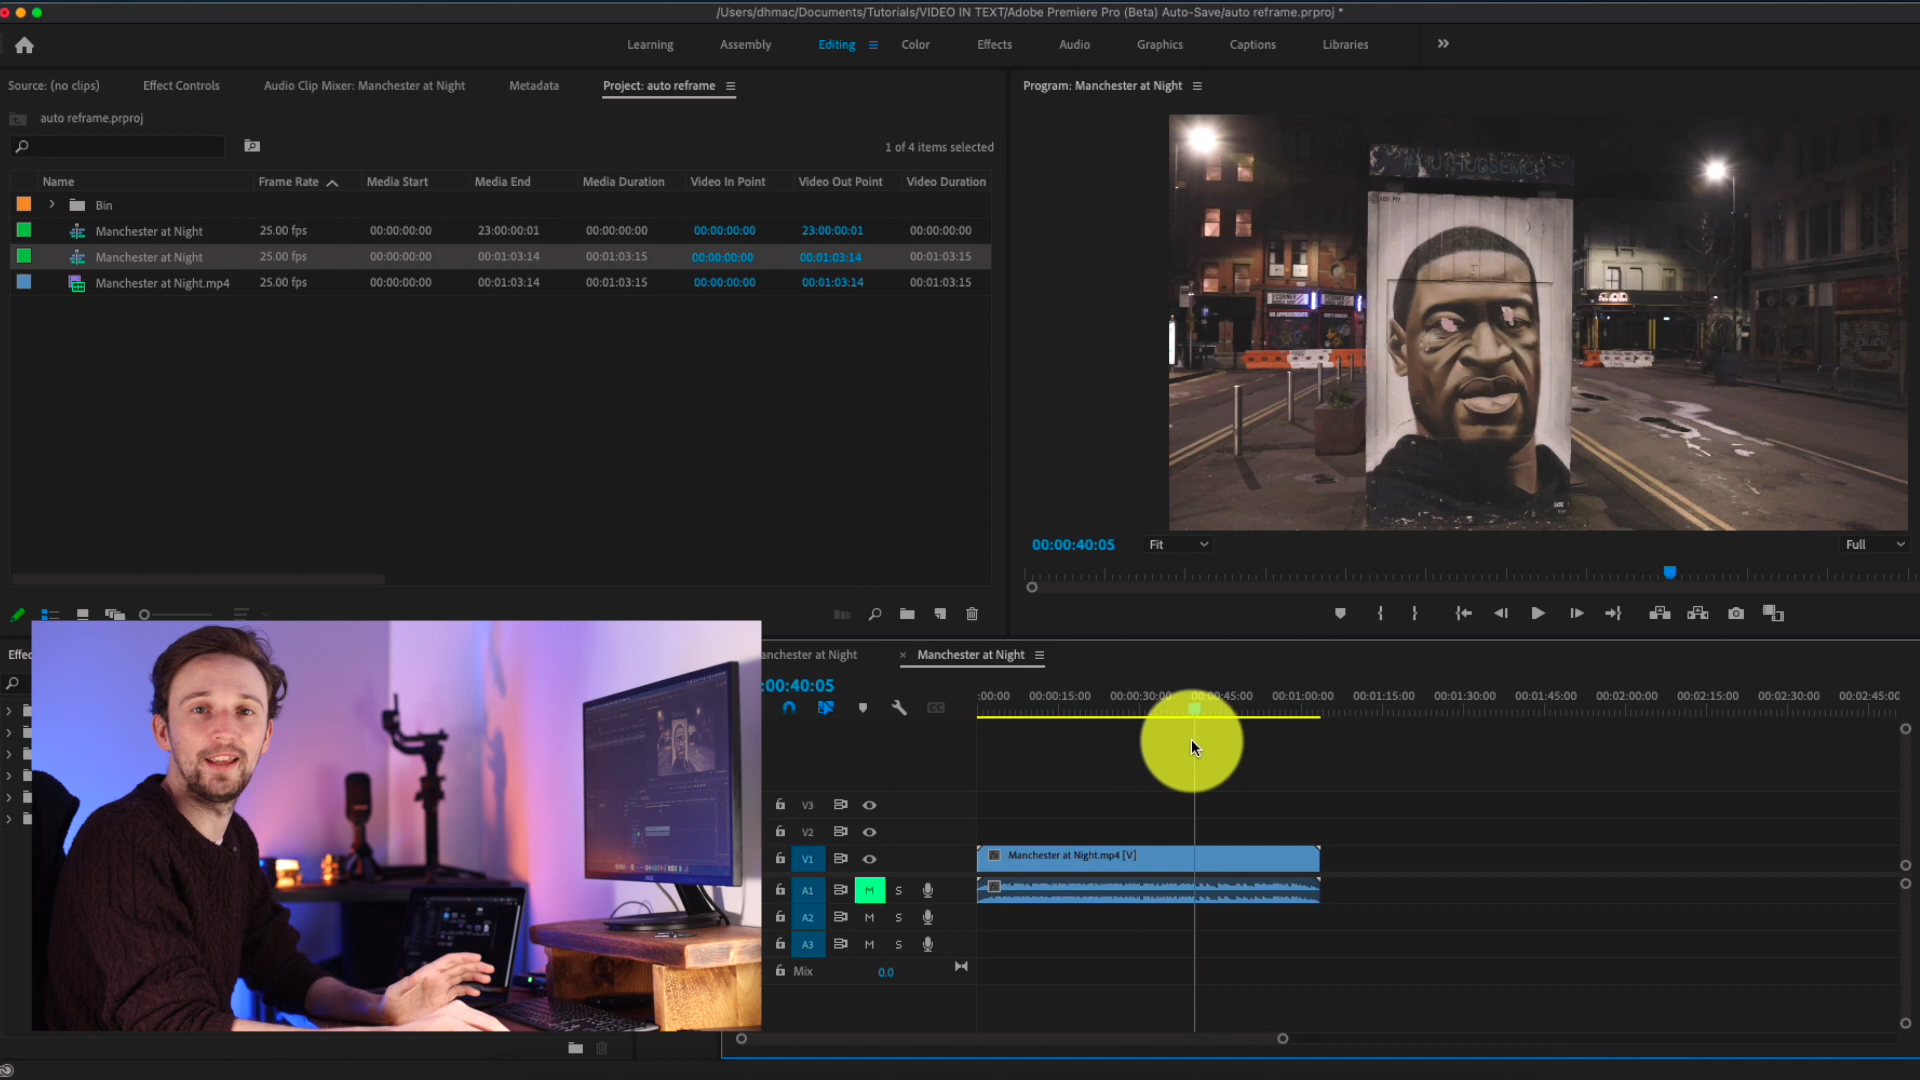 /Users/dhmac/Documents/Tutorials/VIDEO IN TEXT/Adobe Premiere Pro (Beta) Auto-Save/auto reframe.prproj *
Learning Assembly Editing Color Effects Audio Graphics Captions Libraries
Source: (no clips) Effect Controls Audio Clip Mixer: Manchester at Night Metadata Project: auto reframe
Program: Manchester at Night
auto reframe.prproj
1 of 4 items selected
Name Frame Rate Media Start Media End Media Duration Video In Point Video Out Point Video Duration
Bin
Manchester at Night 25.00 fps 00:00:00:00 23:00:00:01 00:00:00:00 00:00:00:00 23:00:00:01 00:00:00:00
Manchester at Night 25.00 fps 00:00:00:00 00:01:03:14 00:01:03:15 00:00:00:00 00:01:03:14 00:01:03:15
Manchester at Night.mp4 25.00 fps 00:00:00:00 00:01:03:14 00:01:03:15 00:00:00:00 00:01:03:14 00:01:03:15
00:00:40:05 Fit Full
Effec
anchester at Night × Manchester at Night
:00:40:05
:00:00 00:00:15:00 00:00:30:00 00:00:45:00 00:01:00:00 00:01:15:00 00:01:30:00 00:01:45:00 00:02:00:00 00:02:15:00 00:02:30:00 00:02:45:00
V3
V2
V1 Manchester at Night.mp4 [V]
A1 M S
A2 M S
A3 M S
Mix 0.0